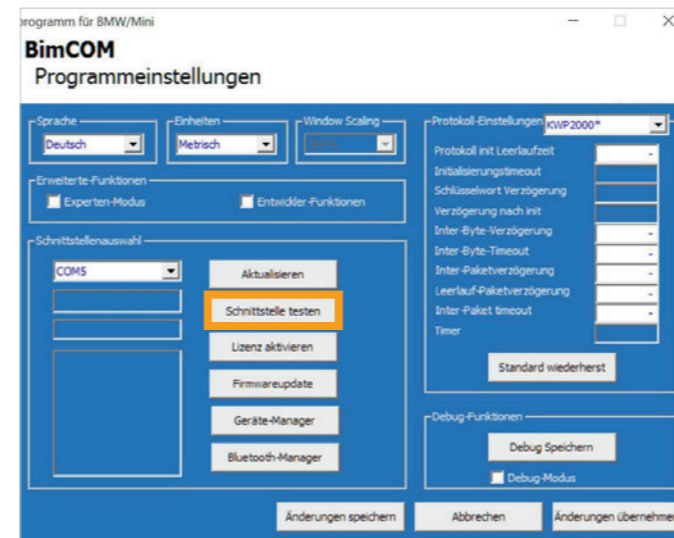 programm für BMW/Mini
BimCOM
Programmeinstellungen
Sprache
Deutsch
Einheiten
Metrisch
Window Scaling
Erweiterte-Funktionen
Experten-Modus
Entwickler-Funktionen
Schnittstellenauswahl
COM5
Aktualisieren
Schnittstelle testen
Lizenz aktivieren
Firmwareupdate
Geräte-Manager
Bluetooth-Manager
Protokoll-Einstellungen
KWP2000*
Protokoll init Leerlaufzeit
Initialisierungstimeout
Schlüsselwort Verzögerung
Verzögerung nach init
Inter-Byte-Verzögerung
Inter-Byte-Timeout
Inter-Paketverzögerung
Leerlauf-Paketverzögerung
Inter-Paket timeout
Timer
Standard wiederherst
Debug-Funktionen
Debug Speichern
Debug-Modus
Änderungen speichern
Abbrechen
Änderungen übernehmen